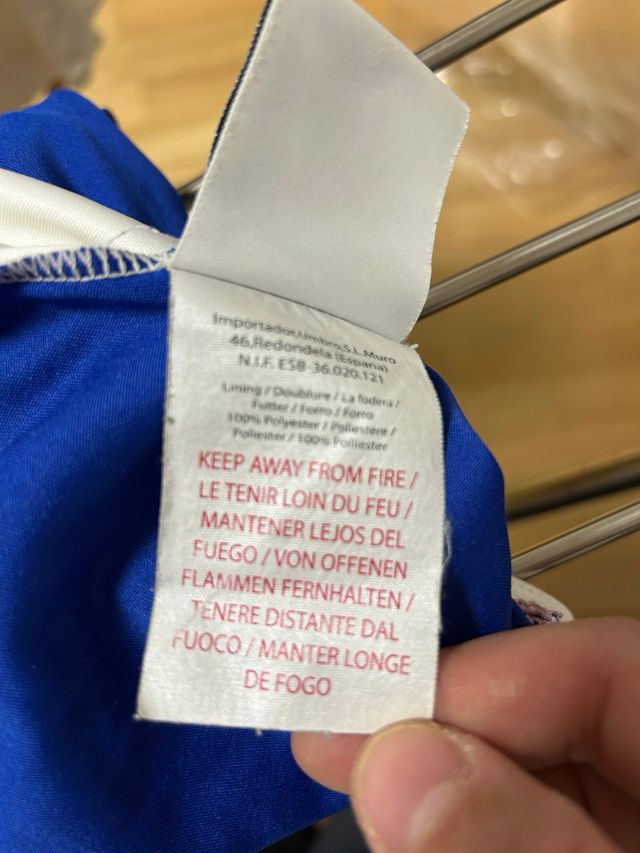 Importador,Umbro,S.L,Muro
46,Redondela (España)
N.I.F. ESB-36.020.121
Lining / Doublure / La fodera /
Futter / Forro / Forro
100% Polyester / Poliestere /
Poliester / 100% Polliester
KEEP AWAY FROM FIRE /
LE TENIR LOIN DU FEU /
MANTENER LEJOS DEL
FUEGO / VON OFFENEN
FLAMMEN FERNHALTEN /
TENERE DISTANTE DAL
FUOCO / MANTER LONGE
DE FOGO